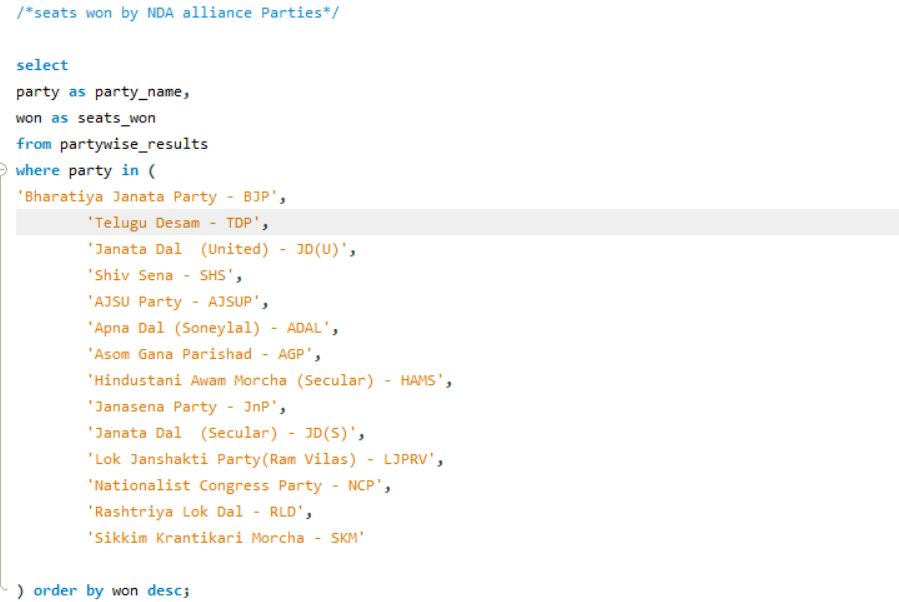 /*seats won by NDA alliance Parties*/
select
party as party_name,
won as seats_won
from partywise_results
where party in (
'Bharatiya Janata Party - BJP',
'Telugu Desam - TDP',
'Janata Dal  (United) - JD(U)',
'Shiv Sena - SHS',
'AJSU Party - AJSUP',
'Apna Dal (Soneylal) - ADAL',
'Asom Gana Parishad - AGP',
'Hindustani Awam Morcha (Secular) - HAMS',
'Janasena Party - JnP',
'Janata Dal  (Secular) - JD(S)',
'Lok Janshakti Party(Ram Vilas) - LJPRV',
'Nationalist Congress Party - NCP',
'Rashtriya Lok Dal - RLD',
'Sikkim Krantikari Morcha - SKM'
) order by won desc;